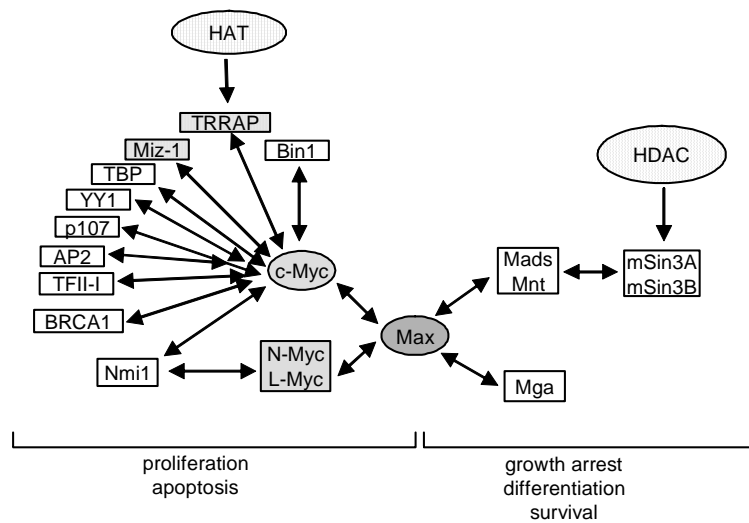 HAT
TRRAP
Miz-1
Bin1
TBP
HDAC
YY1
p107
AP2
TFII-I
c-Myc
Mads
Mnt
mSin3A
mSin3B
BRCA1
Max
N-Myc
L-Myc
Nmi1
Mga
proliferation
apoptosis
growth arrest
differentiation
survival